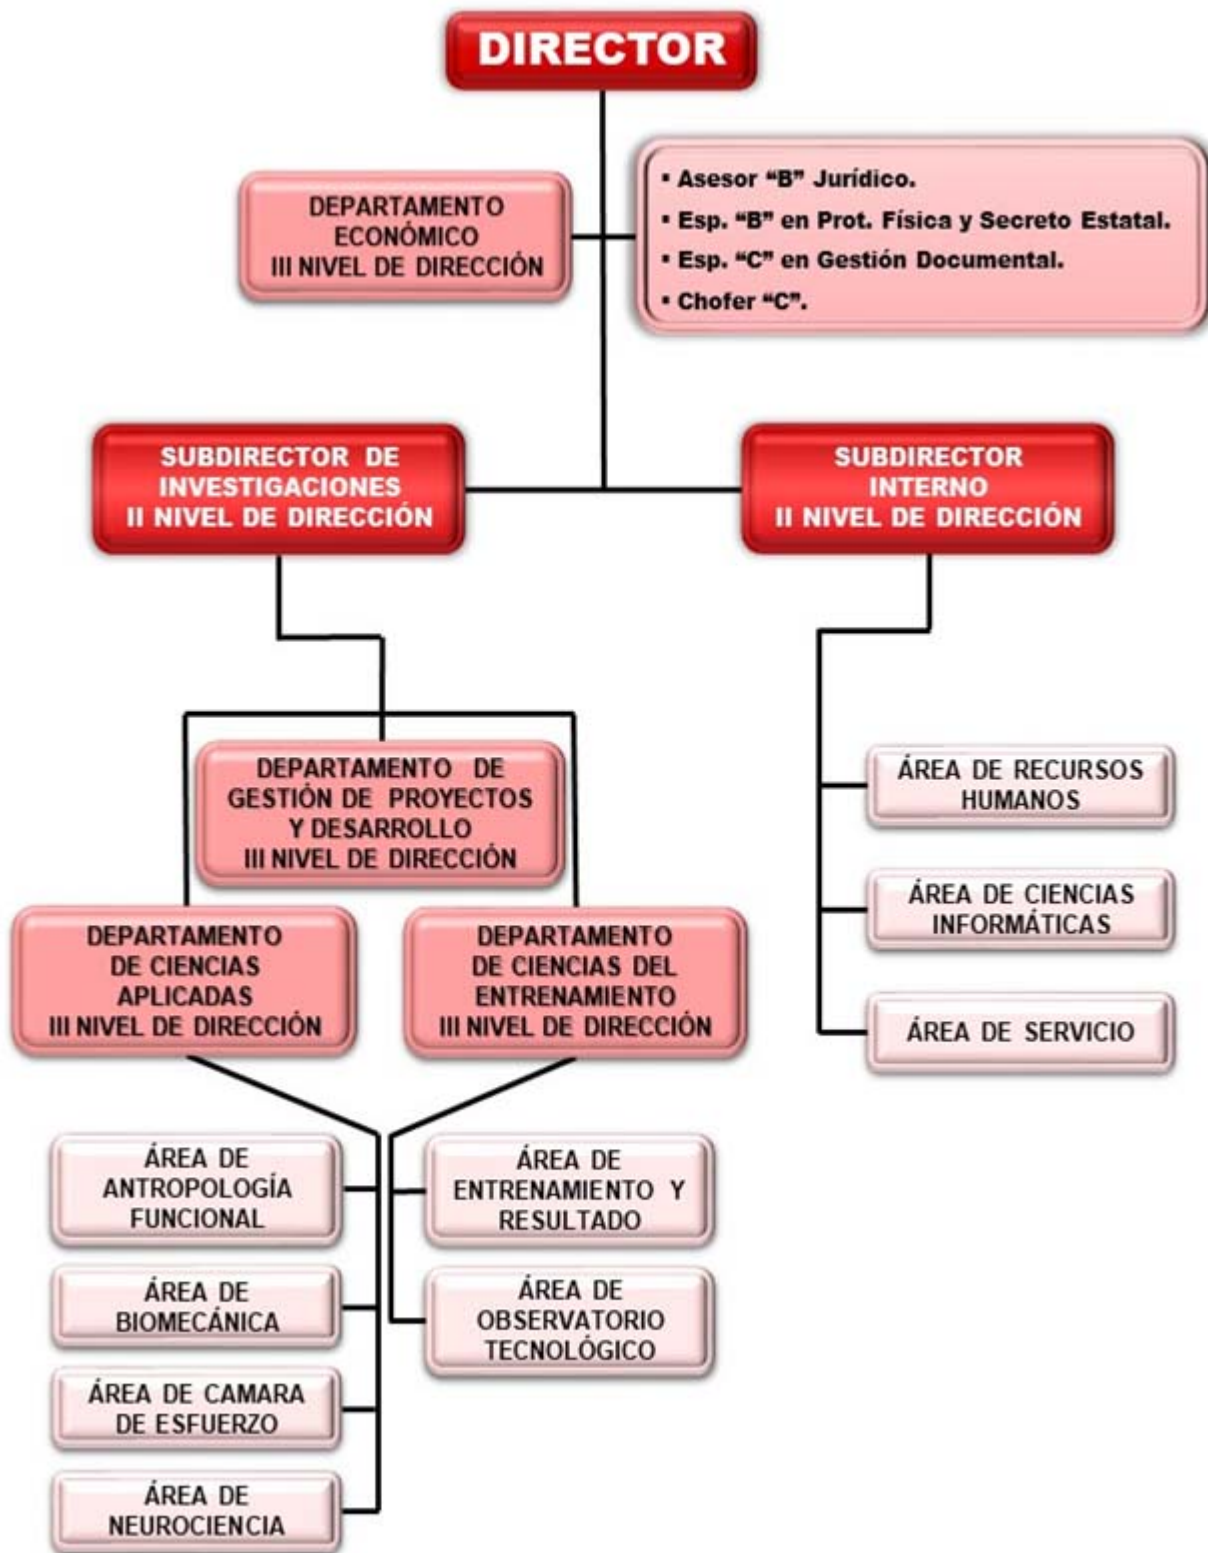 DIRECTOR
DEPARTAMENTO
ECONÓMICO
III NIVEL DE DIRECCIÓN
▪ Asesor “B” Jurídico.
▪ Esp. “B” en Prot. Física y Secreto Estatal.
▪ Esp. “C” en Gestión Documental.
▪ Chofer “C”.
SUBDIRECTOR DE
INVESTIGACIONES
II NIVEL DE DIRECCIÓN
SUBDIRECTOR
INTERNO
II NIVEL DE DIRECCIÓN
DEPARTAMENTO DE
GESTIÓN DE PROYECTOS
Y DESARROLLO
III NIVEL DE DIRECCIÓN
DEPARTAMENTO
DE CIENCIAS
APLICADAS
III NIVEL DE DIRECCIÓN
DEPARTAMENTO
DE CIENCIAS DEL
ENTRENAMIENTO
III NIVEL DE DIRECCIÓN
ÁREA DE RECURSOS
HUMANOS
ÁREA DE CIENCIAS
INFORMÁTICAS
ÁREA DE SERVICIO
ÁREA DE
ANTROPOLOGÍA
FUNCIONAL
ÁREA DE
BIOMECÁNICA
ÁREA DE CAMARA
DE ESFUERZO
ÁREA DE
NEUROCIENCIA
ÁREA DE
ENTRENAMIENTO Y
RESULTADO
ÁREA DE
OBSERVATORIO
TECNOLÓGICO